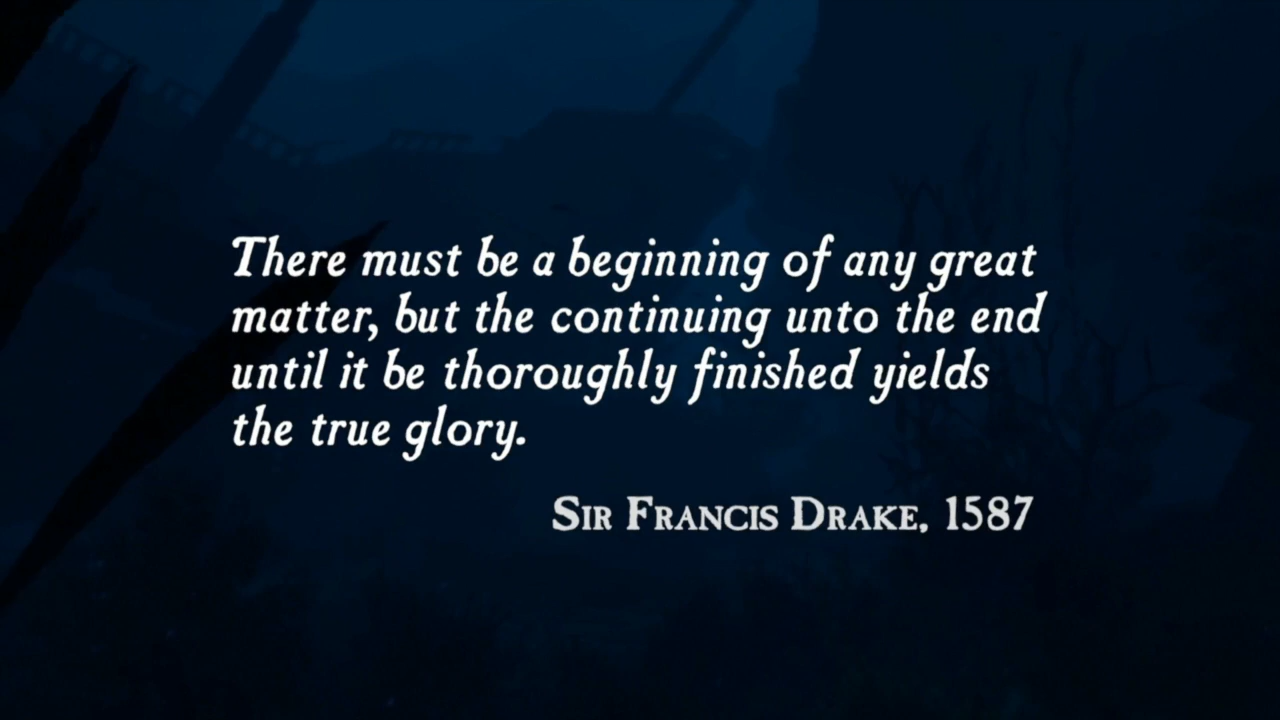 There must be a beginning of any great
matter, but the continuing unto the end
until it be thoroughly finished yields
the true glory.
Sir Francis Drake, 1587